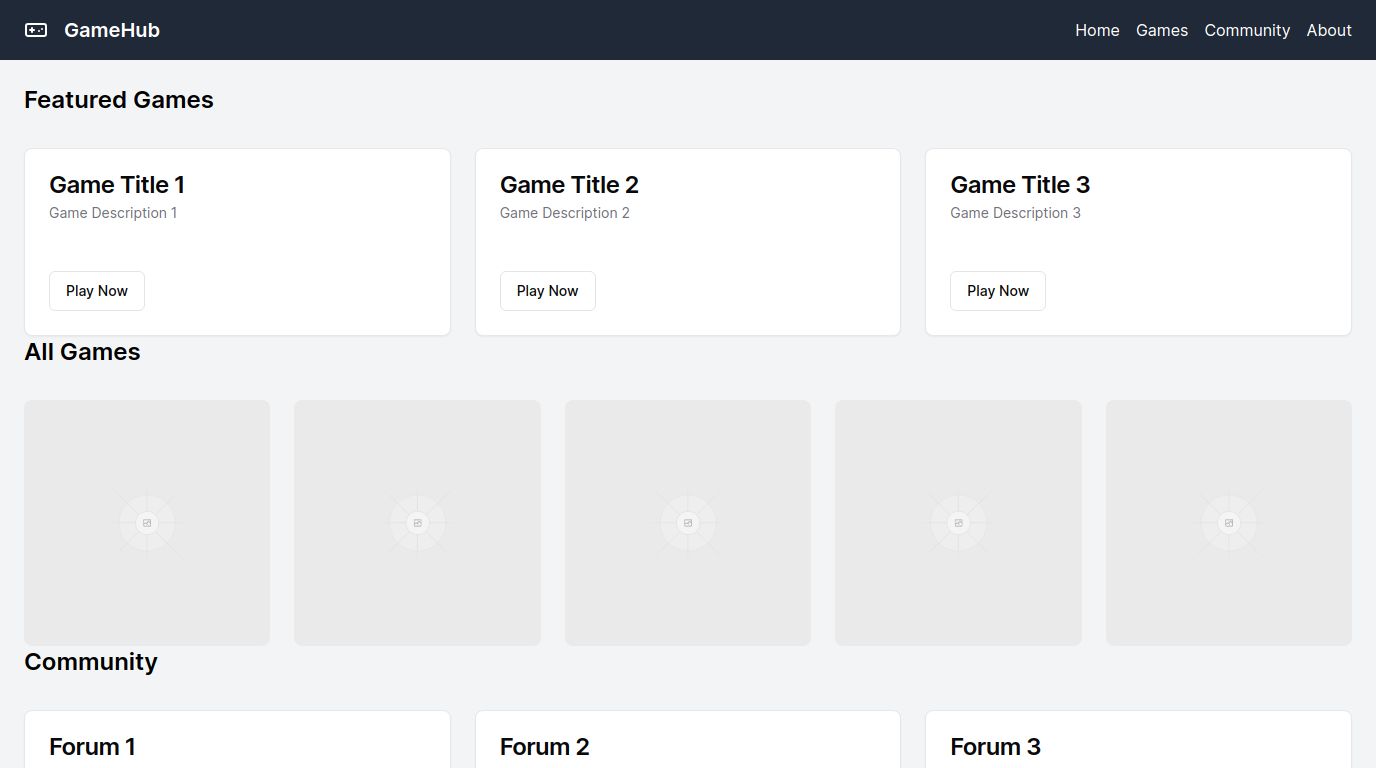 GameHub
Home Games Community About
Featured Games
Game Title 1
Game Description 1
Play Now
Game Title 2
Game Description 2
Play Now
Game Title 3
Game Description 3
Play Now
All Games
Community
Forum 1
Forum 2
Forum 3